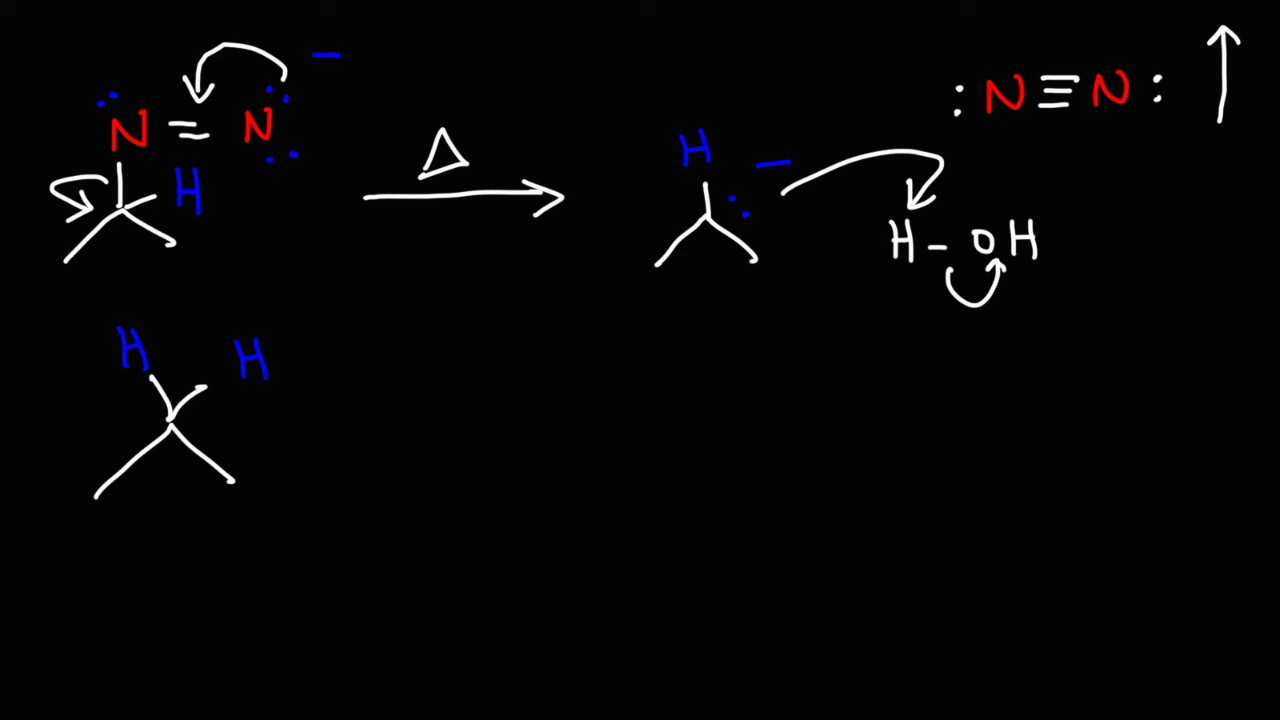 N = N −
H
Δ
H −
:N≡N: ↑
H - OH
H H